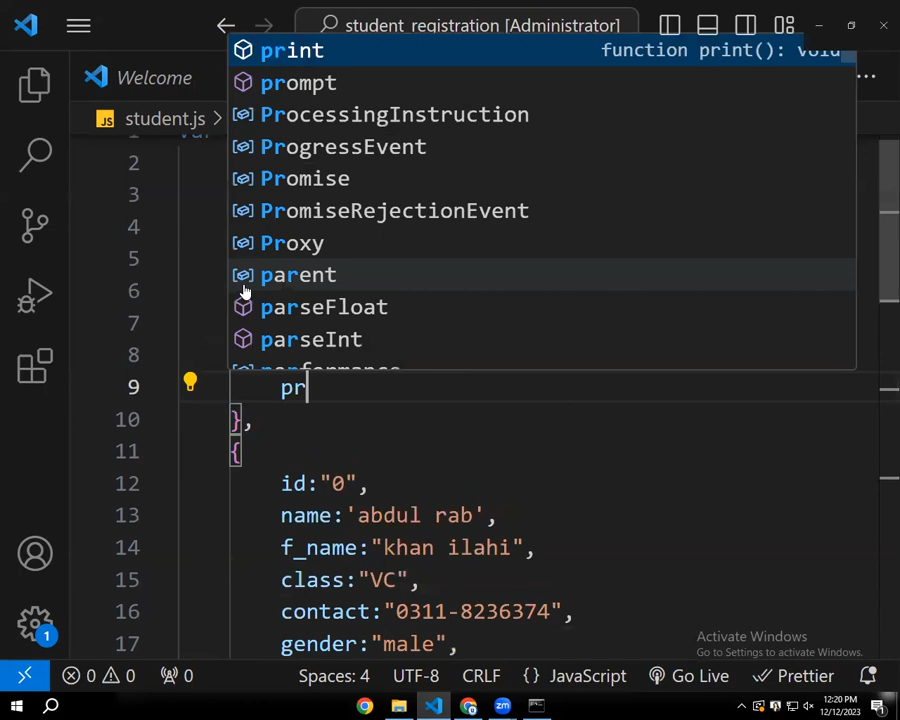 student_registration [Administrator]
Welcome
student.js
print function print(): void
prompt
ProcessingInstruction
ProgressEvent
Promise
PromiseRejectionEvent
Proxy
parent
parseFloat
parseInt
performance
1 var
2
3
4
5
6
7
8
9 pr
10 },
11 {
12 id:"0",
13 name:'abdul rab',
14 f_name:"khan ilahi",
15 class:"VC",
16 contact:"0311-8236374",
17 gender:"male",
1
Activate Windows
Go to Settings to activate Windows.
0 0 0 Spaces: 4 UTF-8 CRLF {} JavaScript Go Live Prettier
12:20 PM
12/12/2023
1